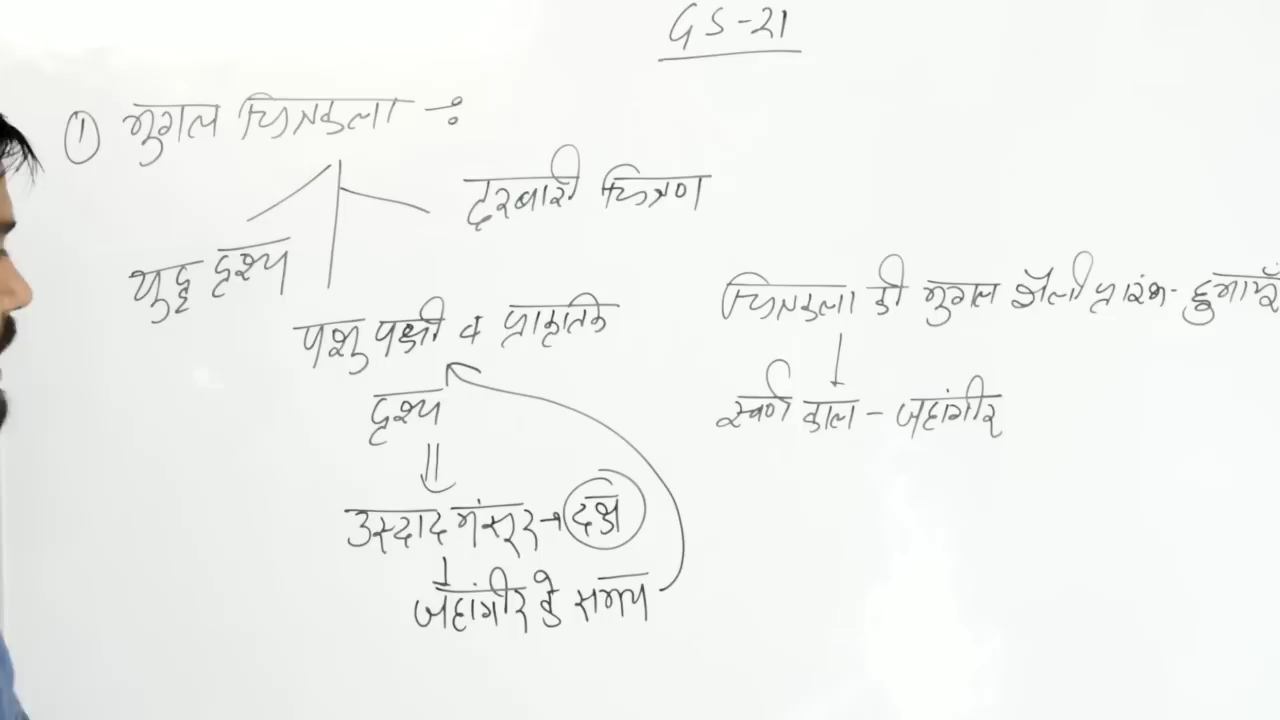 GS-21
① मुगल चित्रकला -:
दरबारी चित्रण
युद्ध दृश्य
पशु पक्षी व प्राकृतिक
दृश्य
उस्दाद मंसूर → दक्ष
जहांगीर के समय
चित्रकला की मुगल शैली प्रारंभ - हुमायूँ
स्वर्ण काल - जहांगीर